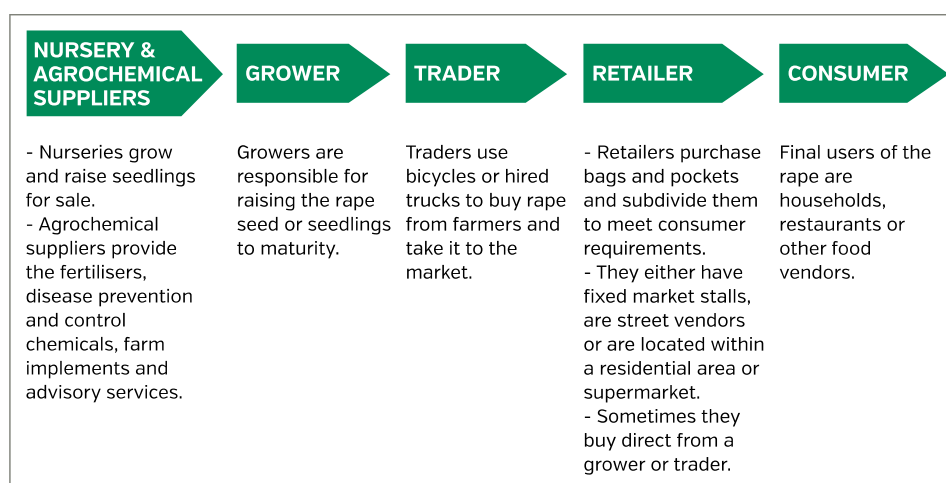 NURSERY &
AGROCHEMICAL
SUPPLIERS
GROWER
TRADER
RETAILER
CONSUMER
- Nurseries grow
and raise seedlings
for sale.
- Agrochemical
suppliers provide
the fertilisers,
disease prevention
and control
chemicals, farm
implements and
advisory services.
Growers are
responsible for
raising the rape
seed or seedlings
to maturity.
Traders use
bicycles or hired
trucks to buy rape
from farmers and
take it to the
market.
- Retailers purchase
bags and pockets
and subdivide them
to meet consumer
requirements.
- They either have
fixed market stalls,
are street vendors
or are located within
a residential area or
supermarket.
- Sometimes they
buy direct from a
grower or trader.
Final users of the
rape are
households,
restaurants or
other food
vendors.